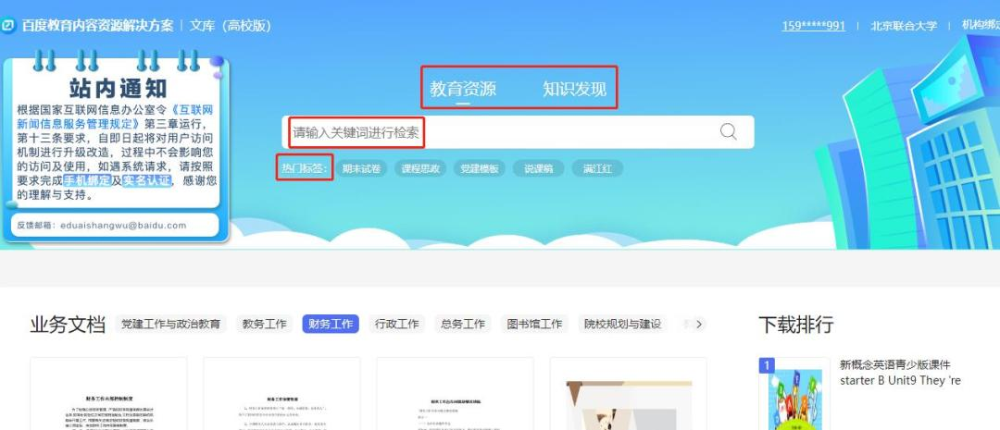 百度教育内容资源解决方案 | 文库（高校版）
159*****991 | 北京联合大学 | 机构绑定
站内通知
根据国家互联网信息办公室令《互联网
新闻信息服务管理规定》第三章运行，
第十三条要求，自即日起将对用户访问
机制进行升级改造，过程中不会影响您
的访问及使用，如遇系统请求，请按照
要求完成手机绑定及实名认证，感谢您
的理解与支持。
反馈邮箱：eduaishangwu@baidu.com
教育资源 知识发现
请输入关键词进行检索
热门标签： 期末试卷 课程思政 党建模板 说课稿 满江红
业务文档 党建工作与政治教育 教务工作 财务工作 行政工作 总务工作 图书馆工作 院校规划与建设
下载排行
财务工作内部控制制度
1 新概念英语青少版课件
starter B Unit9 They 're